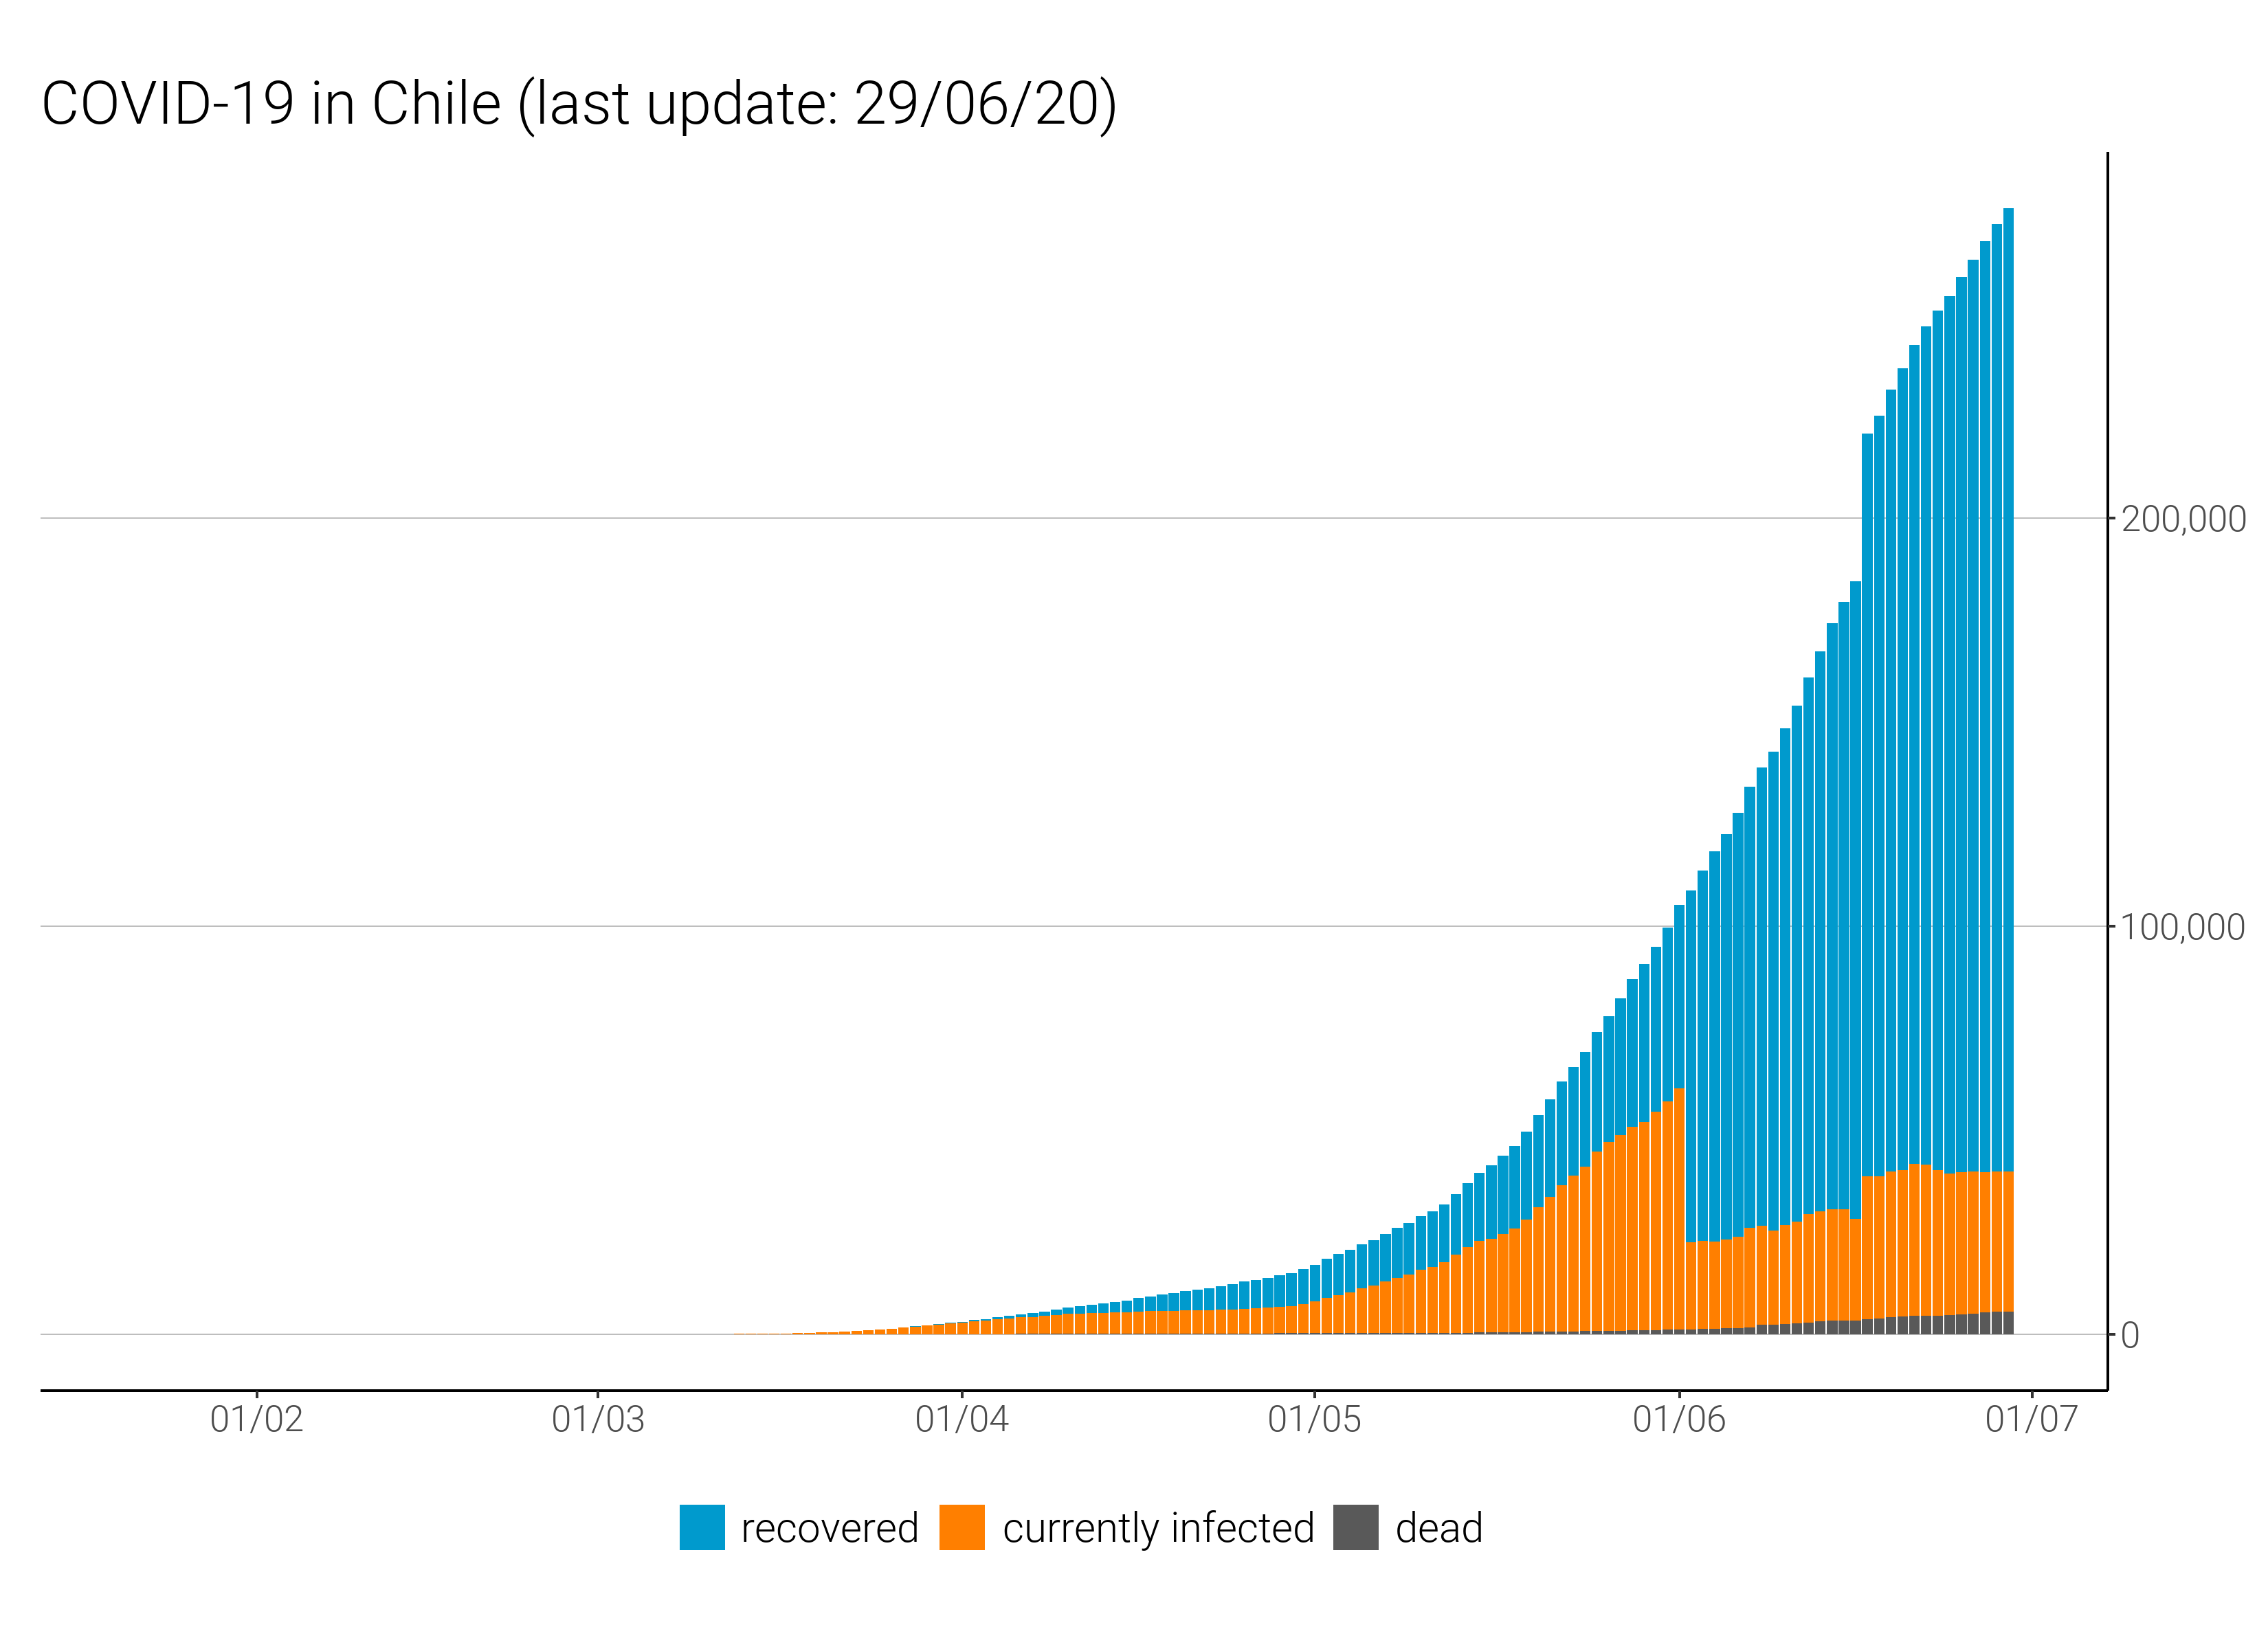 COVID-19 in Chile (last update: 29/06/20)
200,000
100,000
0
01/02 01/03 01/04 01/05 01/06 01/07
recovered currently infected dead